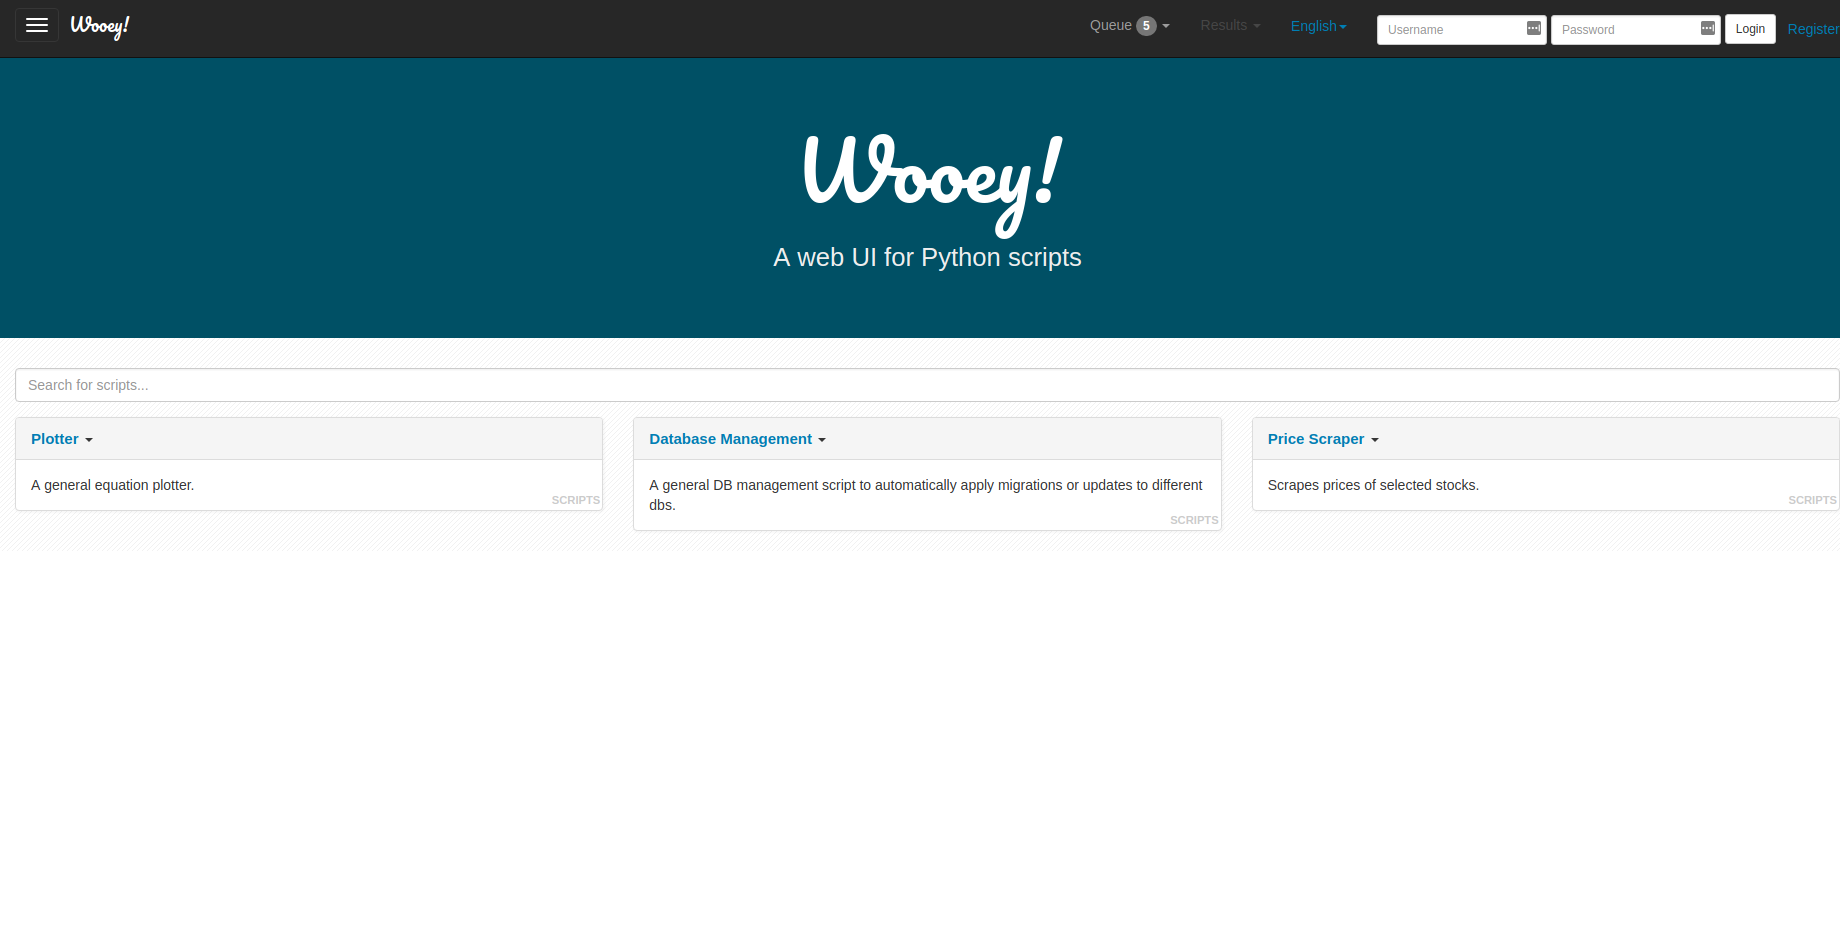 Wooey!
Queue 5 Results English Username Password Login Register
Wooey!
A web UI for Python scripts
Search for scripts...
Plotter
A general equation plotter.
SCRIPTS
Database Management
A general DB management script to automatically apply migrations or updates to different
dbs.
SCRIPTS
Price Scraper
Scrapes prices of selected stocks.
SCRIPTS